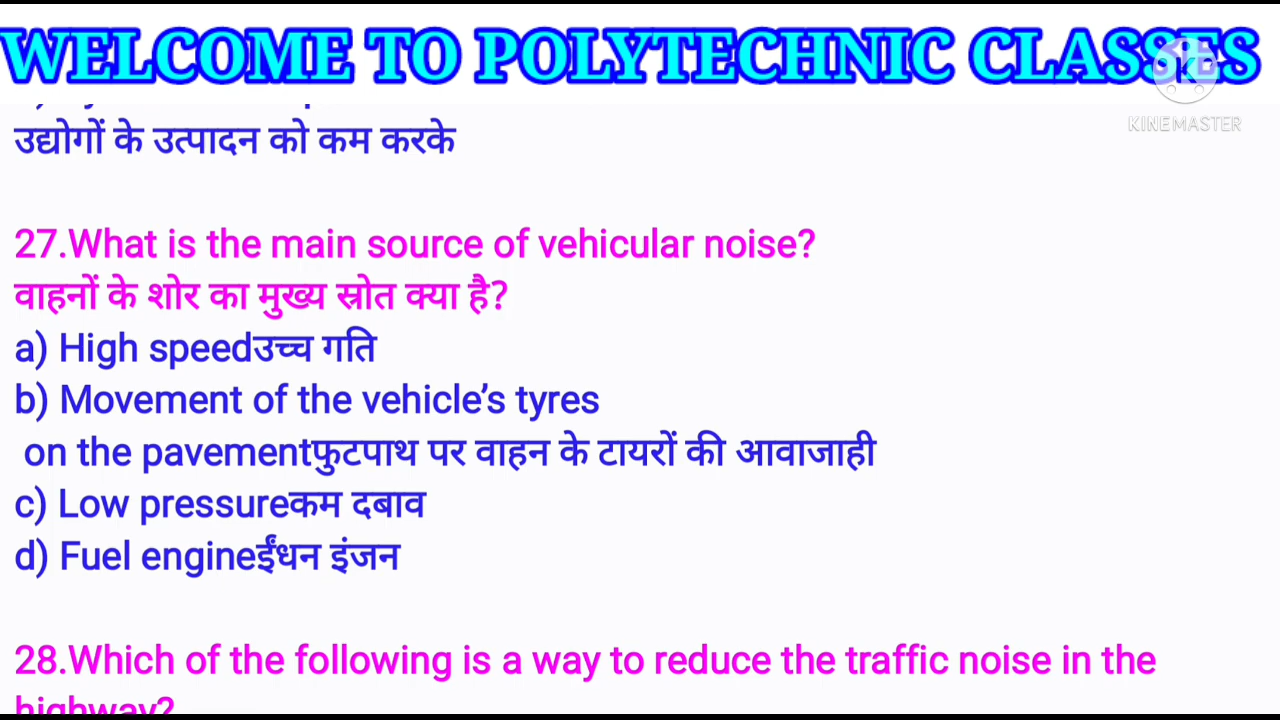 WELCOME TO POLYTECHNIC CLASSES
KINEMASTER
उद्योगों के उत्पादन को कम करके
27.What is the main source of vehicular noise?
वाहनों के शोर का मुख्य स्रोत क्या है?
a) High speedउच्च गति
b) Movement of the vehicle’s tyres
on the pavementफुटपाथ पर वाहन के टायरों की आवाजाही
c) Low pressureकम दबाव
d) Fuel engineईंधन इंजन
28.Which of the following is a way to reduce the traffic noise in the
highway?